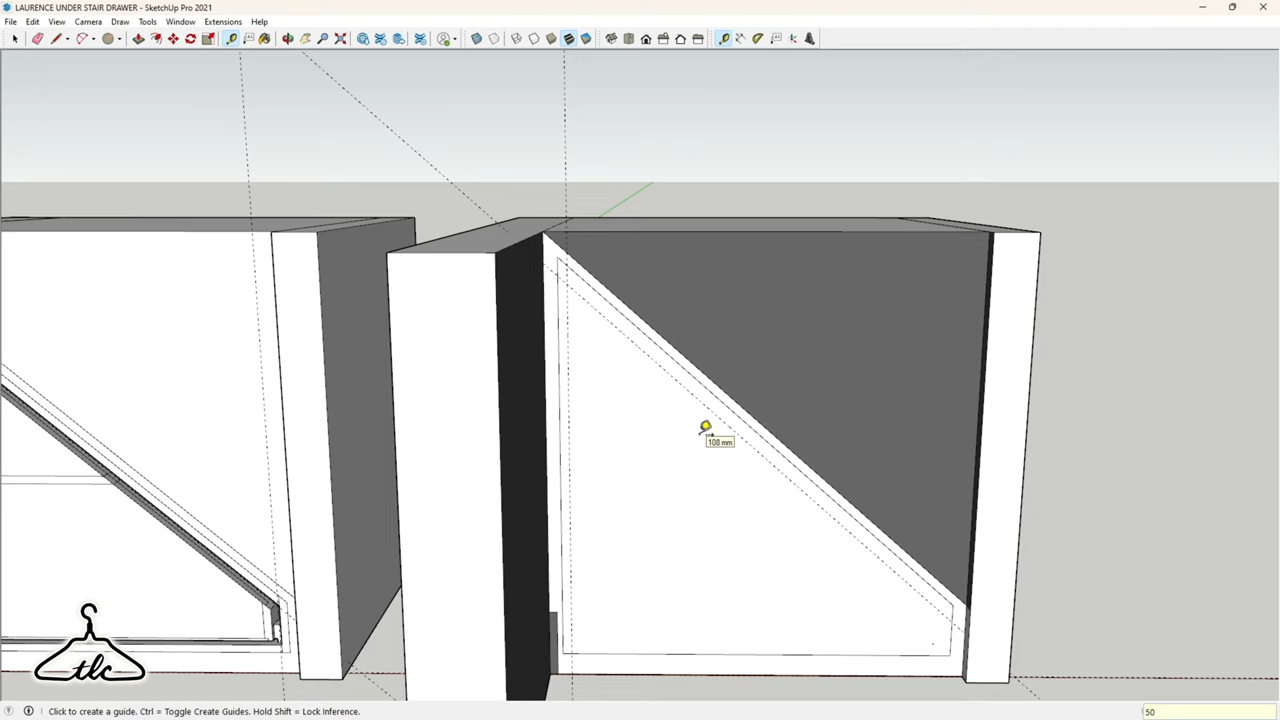 LAURENCE UNDER STAIR DRAWER - SketchUp Pro 2021
File Edit View Camera Draw Tools Window Extensions Help
108 mm
tlc
Click to create a guide. Ctrl = Toggle Create Guides. Hold Shift = Lock Inference.
50